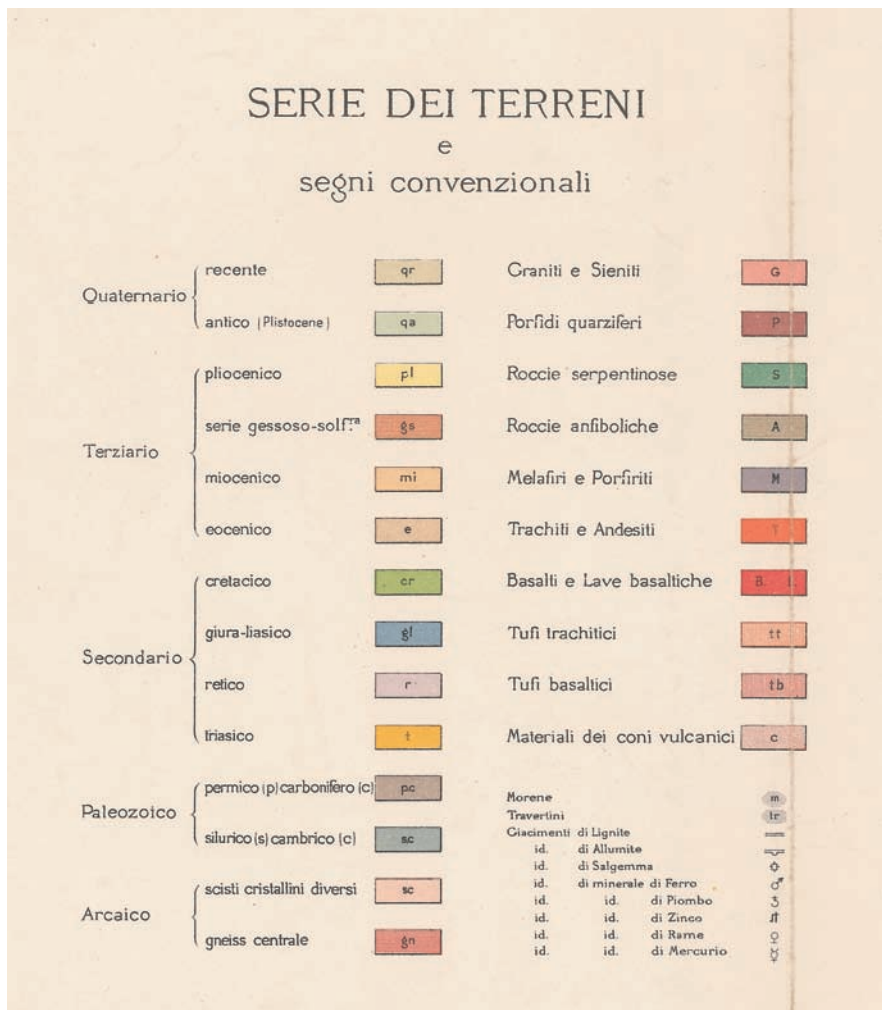 SERIE DEI TERRENI
e
segni convenzionali
Quaternario
recente qr
antico (Plistocene) qa
Terziario
pliocenico pl
serie gessoso-solf.ra gs
miocenico mi
eocenico e
Secondario
cretacico cr
giura-liasico gl
retico r
triasico t
Paleozoico
permico (p) carbonifero (c) pc
silurico (s) cambrico (c) s.c
Arcaico
scisti cristallini diversi sc
gneiss centrale gn
Graniti e Sieniti G
Porfidi quarziferi P
Roccie serpentinose S
Roccie anfiboliche A
Melafiri e Porfiriti M
Trachiti e Andesiti T
Basalti e Lave basaltiche B. L
Tufi trachitici tt
Tufi basaltici tb
Materiali dei coni vulcanici c
Morene m
Travertini tr
Giacimenti di Lignite
id. di Allumite
id. di Salgemma
id. di minerale di Ferro ♂
id. id. di Piombo
id. id. di Zinco
id. id. di Rame ♀
id. id. di Mercurio ☿